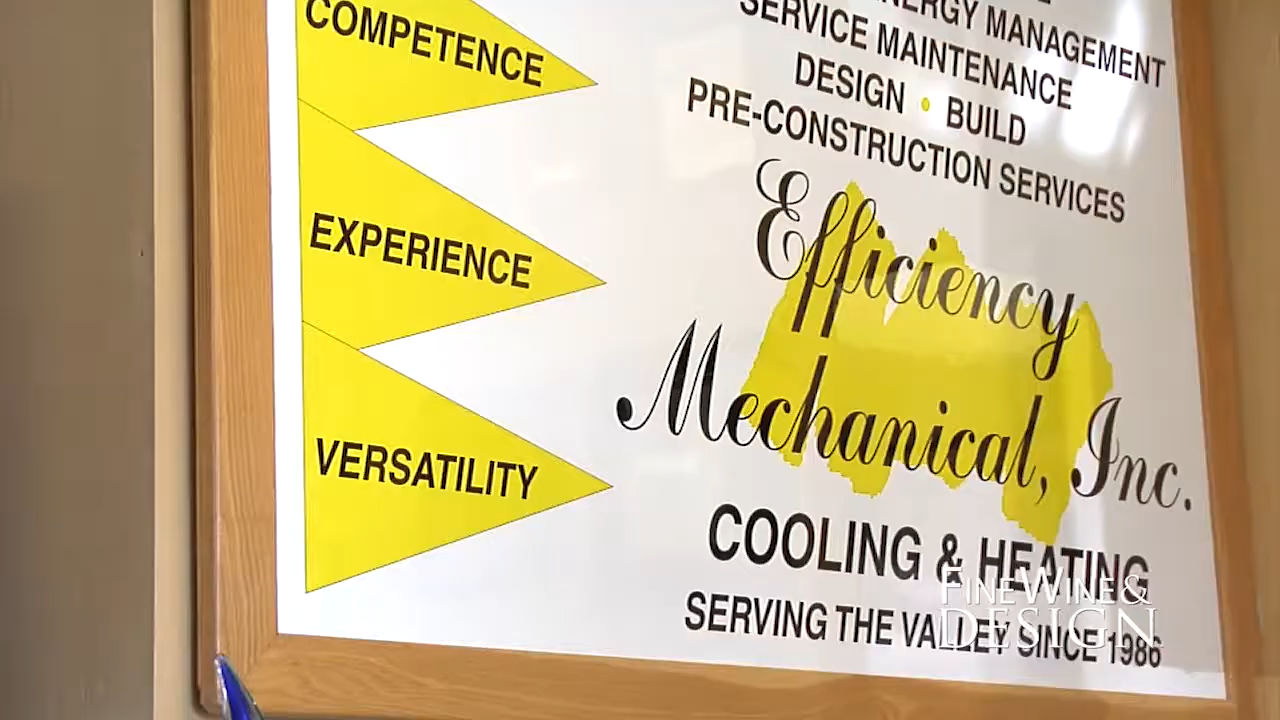 COMPETENCE
EXPERIENCE
VERSATILITY
ENERGY MANAGEMENT
SERVICE MAINTENANCE
DESIGN • BUILD
PRE-CONSTRUCTION SERVICES
Efficiency
Mechanical, Inc.
COOLING & HEATING
SERVING THE VALLEY SINCE 1986
FINE WINE &
DESIGN